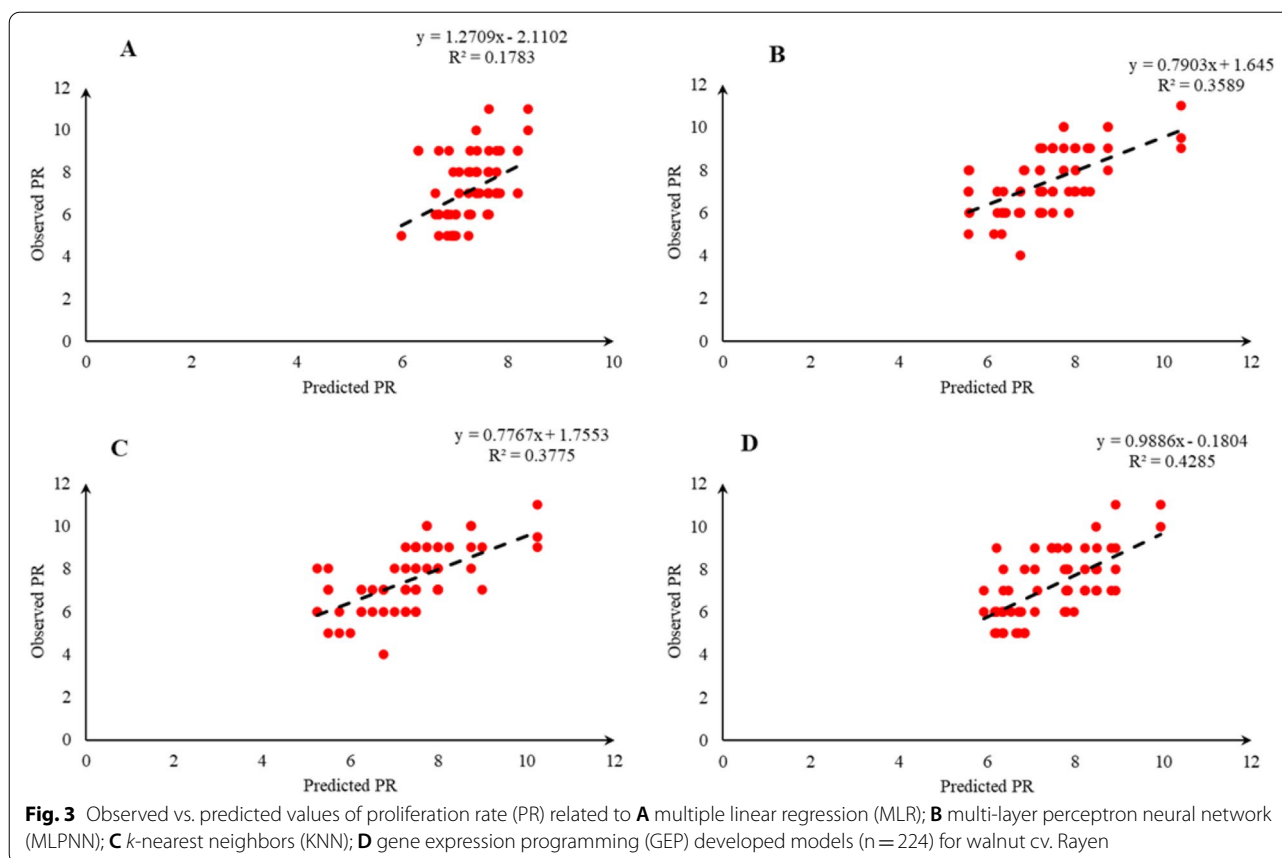 A
y = 1.2709x - 2.1102
R² = 0.1783
12
10
8
6
4
2
0
Observed PR
0 2 4 6 8 10
Predicted PR
B
y = 0.7903x + 1.645
R² = 0.3589
12
10
8
6
4
2
0
Observed PR
0 2 4 6 8 10 12
Predicted PR
C
y = 0.7767x + 1.7553
R² = 0.3775
12
10
8
6
4
2
0
Observed PR
0 2 4 6 8 10 12
Predicted PR
D
y = 0.9886x - 0.1804
R² = 0.4285
12
10
8
6
4
2
0
Observed PR
0 2 4 6 8 10 12
Predicted PR
Fig. 3 Observed vs. predicted values of proliferation rate (PR) related to A multiple linear regression (MLR); B multi-layer perceptron neural network
(MLPNN); C k-nearest neighbors (KNN); D gene expression programming (GEP) developed models (n = 224) for walnut cv. Rayen